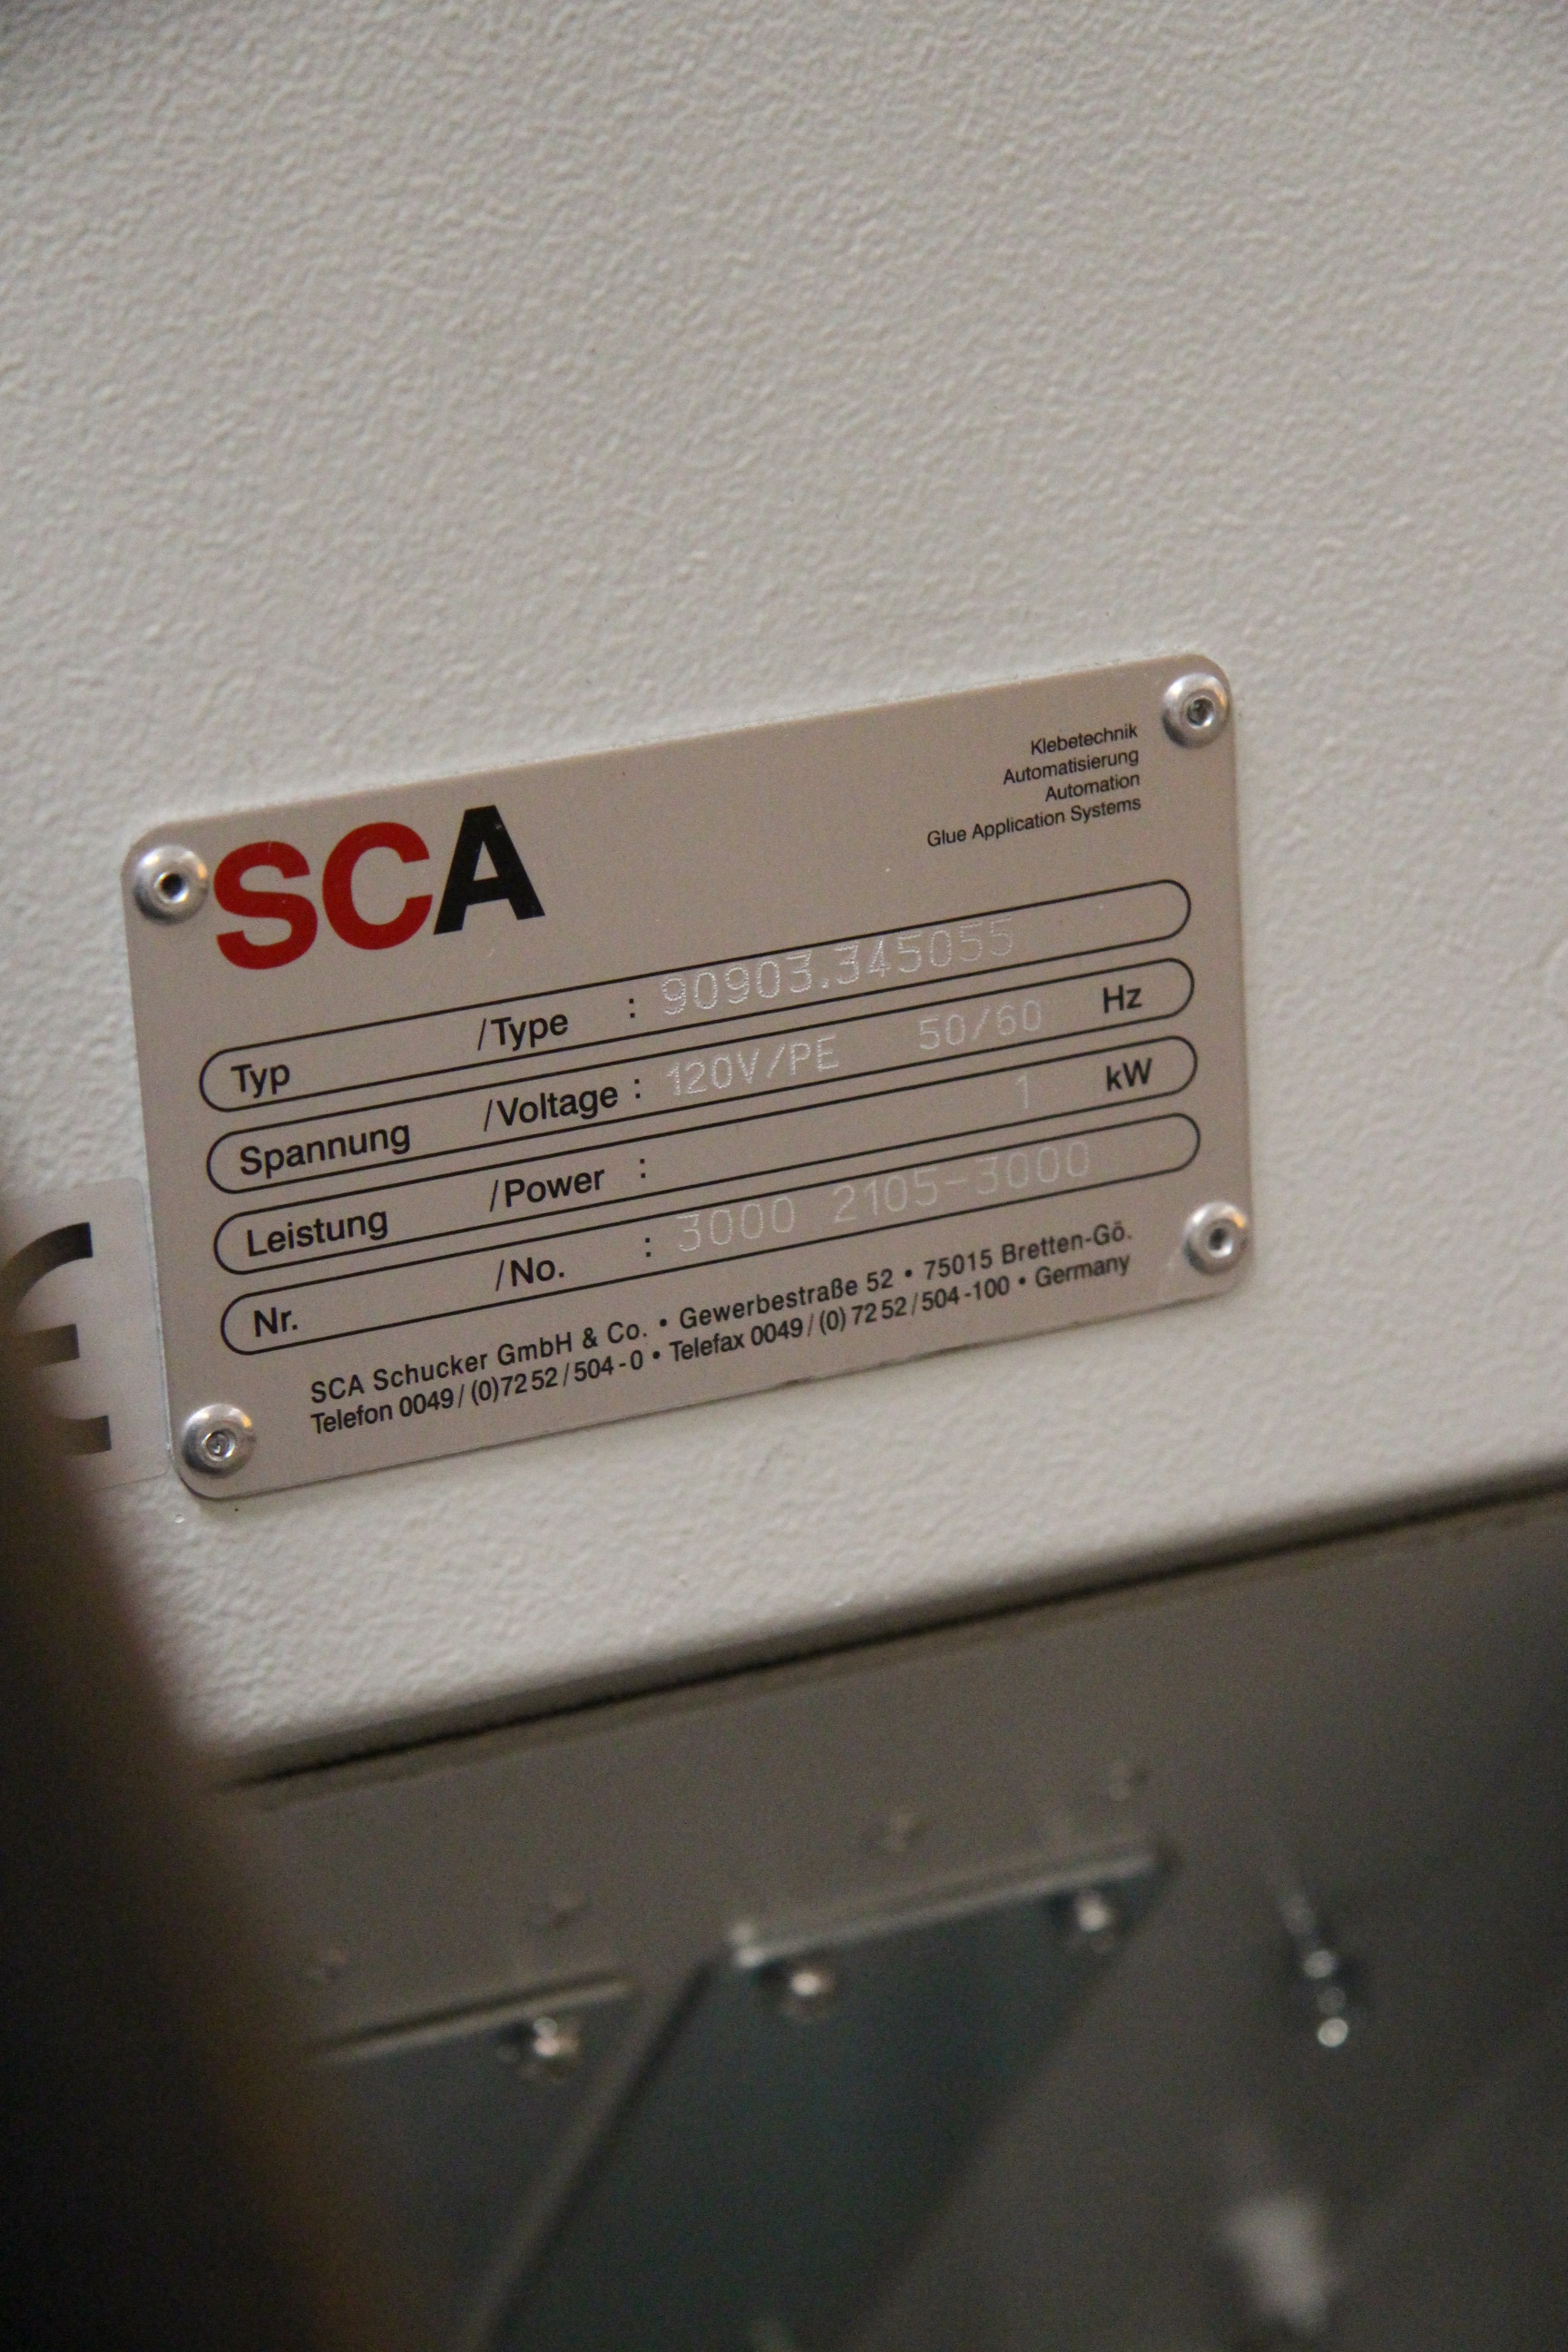 SCA
Klebetechnik
Automatisierung
Automation
Glue Application Systems
Typ /Type : 90903.345055
Spannung /Voltage : 120V/PE 50/60 Hz
Leistung /Power : 1 kW
Nr. /No. : 3000 2105-3000
SCA Schucker GmbH & Co. • Gewerbestraße 52 • 75015 Bretten-Gö.
Telefon 0049/(0)7252/504-0 • Telefax 0049/(0)7252/504-100 • Germany